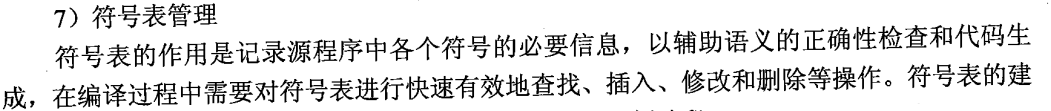 7）符号表管理
符号表的作用是记录源程序中各个符号的必要信息，以辅助语义的正确性检查和代码生
成，在编译过程中需要对符号表进行快速有效地查找、插入、修改和删除等操作。符号表的建